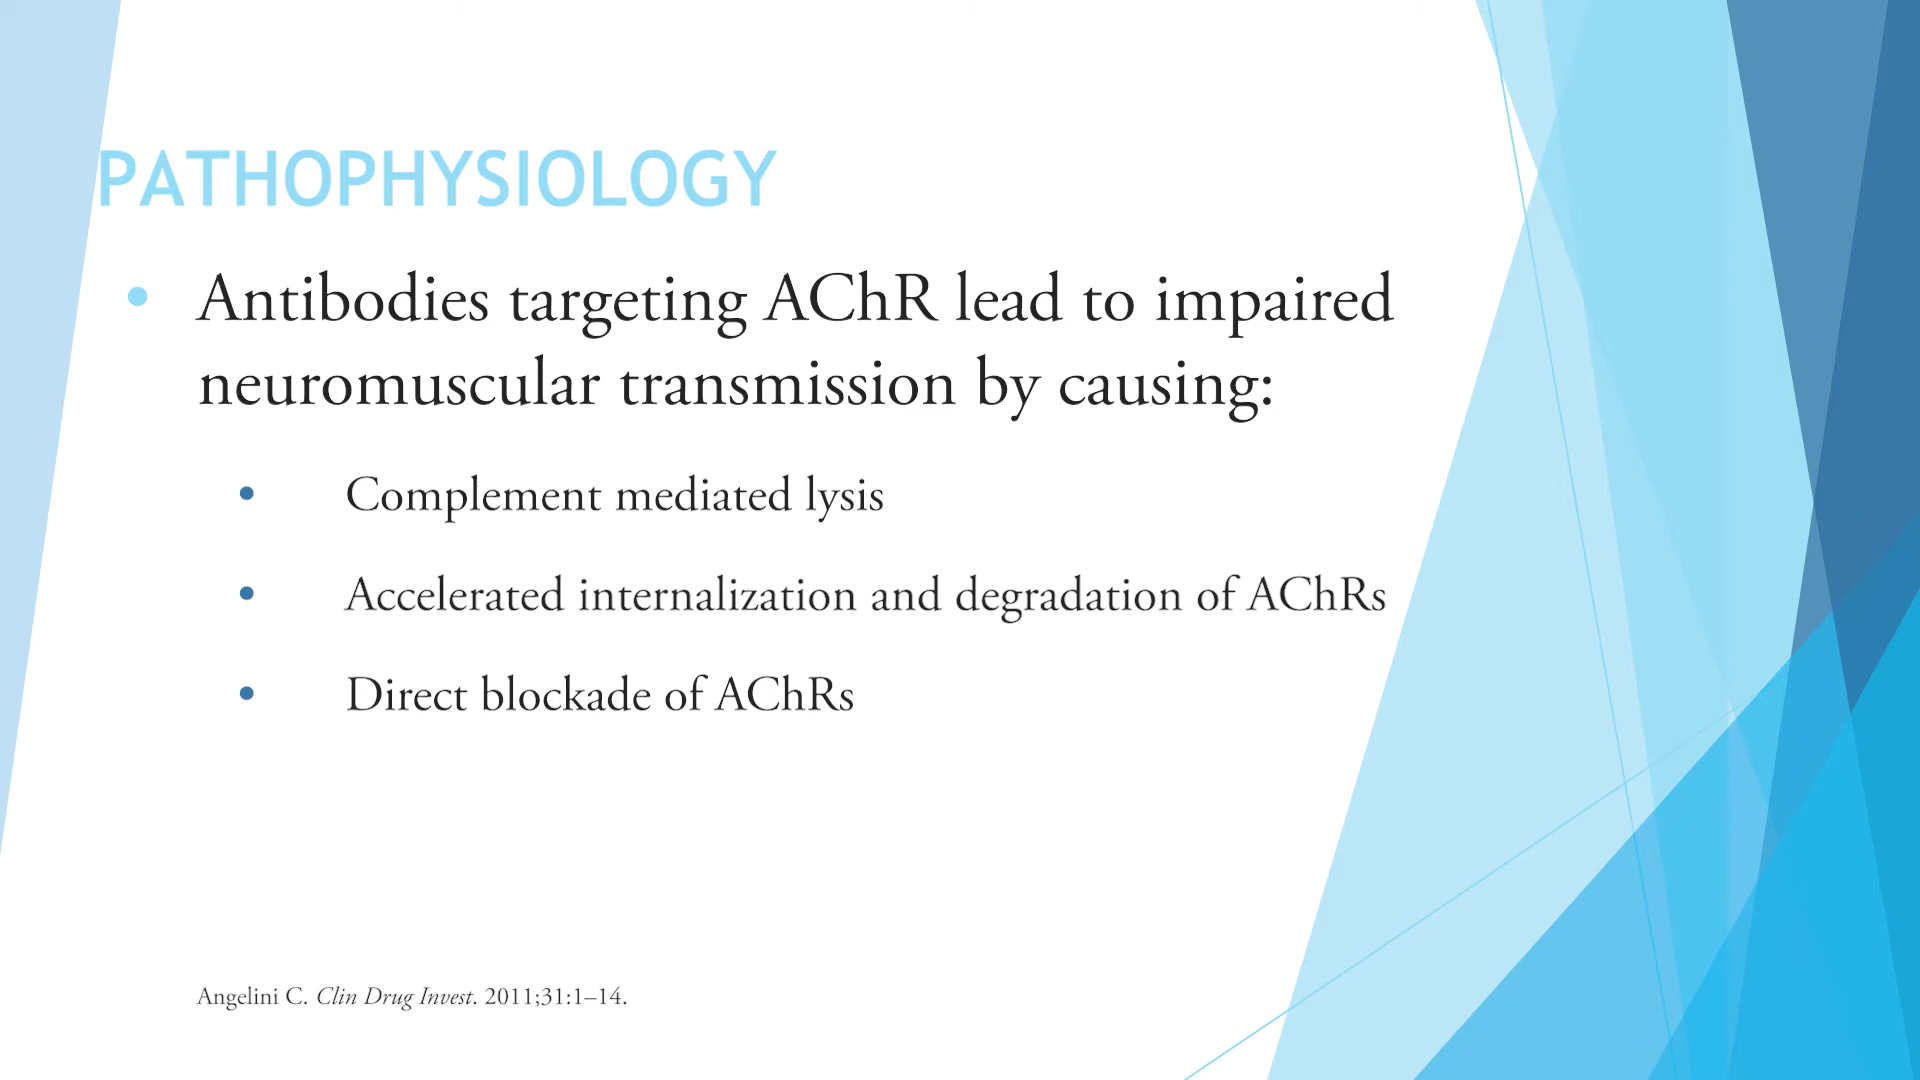 PATHOPHYSIOLOGY
• Antibodies targeting AChR lead to impaired
neuromuscular transmission by causing:
• Complement mediated lysis
• Accelerated internalization and degradation of AChRs
• Direct blockade of AChRs
Angelini C. Clin Drug Invest. 2011;31:1–14.